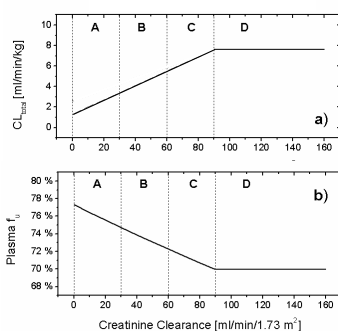 A B C D
a)
CLtotal [ml/min/kg]
10
8
6
4
2
0
0 20 40 60 80 100 120 140 160
A B C D
b)
Plasma fu
80 %
78 %
76 %
74 %
72 %
70 %
68 %
0 20 40 60 80 100 120 140 160
Creatinine Clearance [ml/min/1.73 m²]